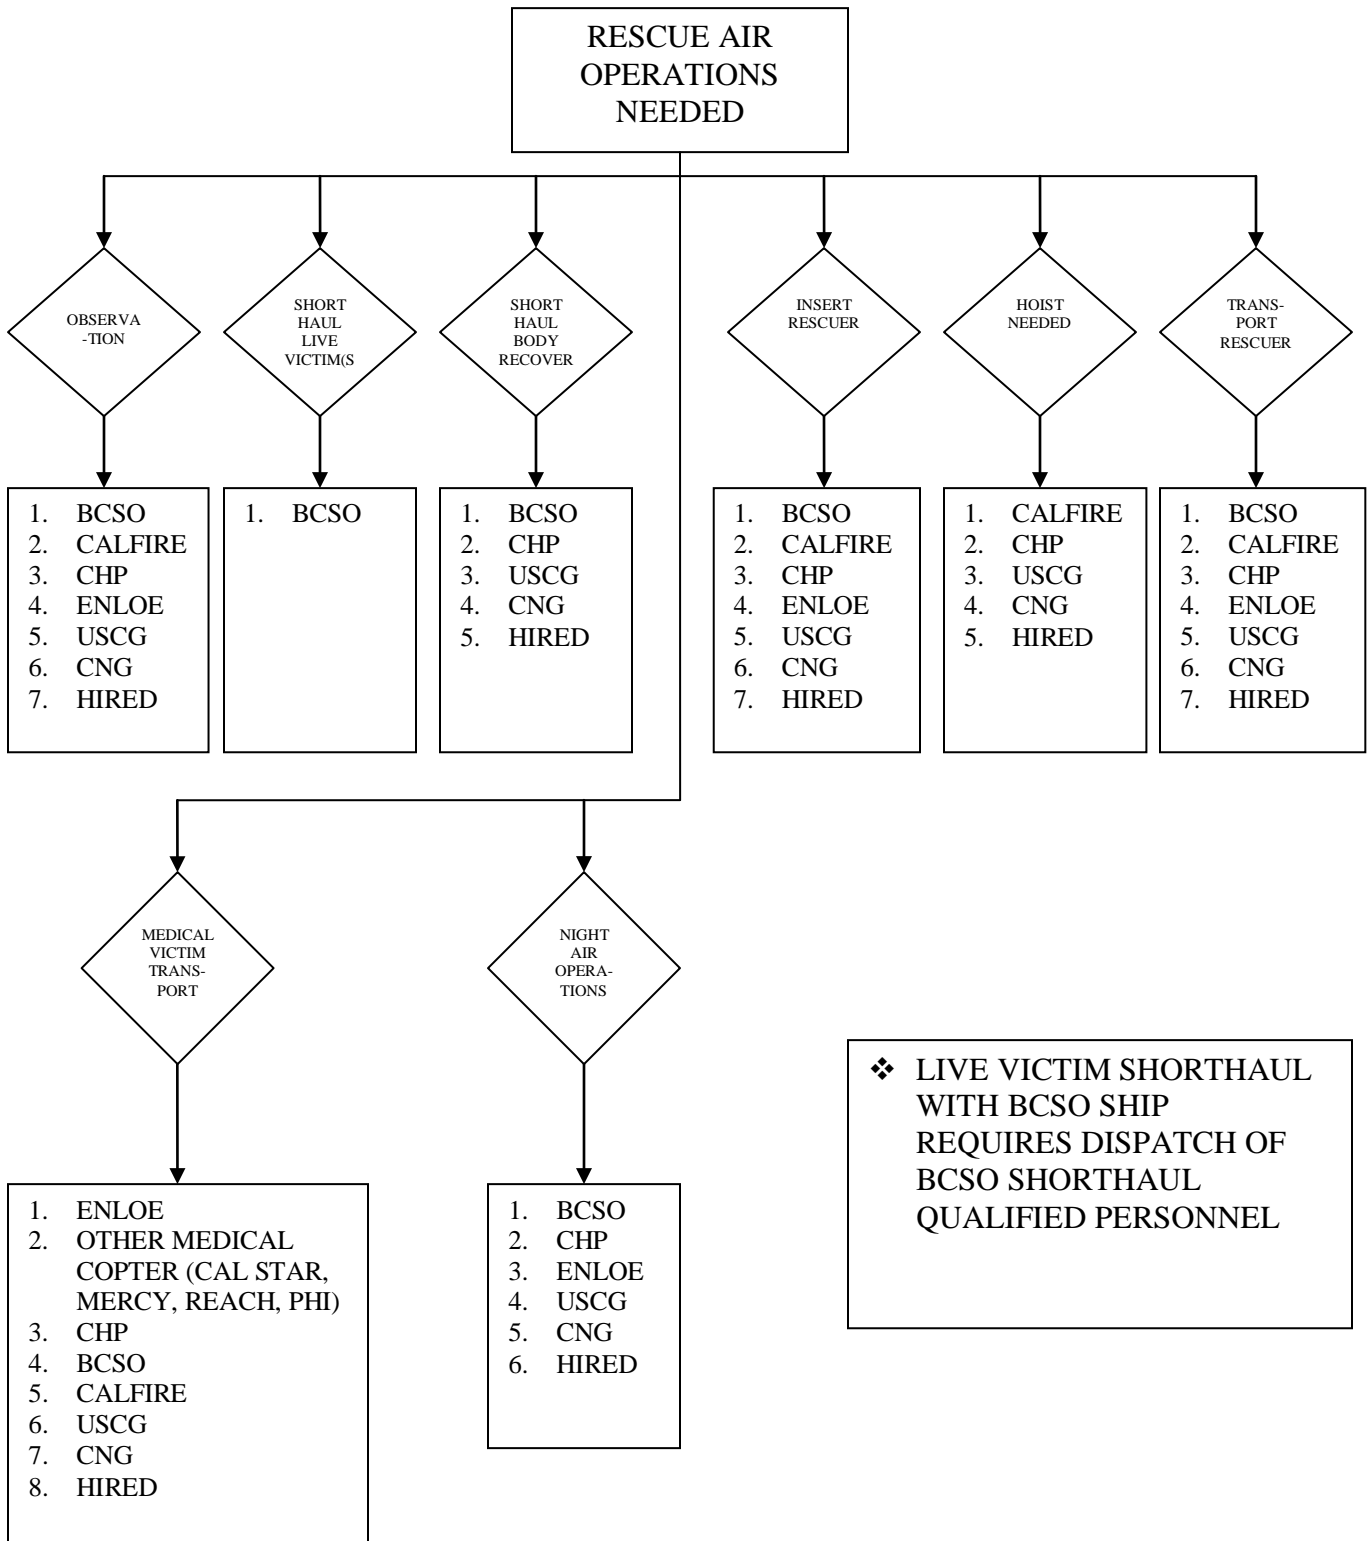 RESCUE AIR
OPERATIONS
NEEDED
OBSERVA
-TION
SHORT
HAUL
LIVE
VICTIM(S
SHORT
HAUL
BODY
RECOVER
INSERT
RESCUER
HOIST
NEEDED
TRANS-
PORT
RESCUER
1. BCSO
2. CALFIRE
3. CHP
4. ENLOE
5. USCG
6. CNG
7. HIRED
1. BCSO
1. BCSO
2. CHP
3. USCG
4. CNG
5. HIRED
1. BCSO
2. CALFIRE
3. CHP
4. ENLOE
5. USCG
6. CNG
7. HIRED
1. CALFIRE
2. CHP
3. USCG
4. CNG
5. HIRED
1. BCSO
2. CALFIRE
3. CHP
4. ENLOE
5. USCG
6. CNG
7. HIRED
MEDICAL
VICTIM
TRANS-
PORT
NIGHT
AIR
OPERA-
TIONS
1. ENLOE
2. OTHER MEDICAL
COPTER (CAL STAR,
MERCY, REACH, PHI)
3. CHP
4. BCSO
5. CALFIRE
6. USCG
7. CNG
8. HIRED
1. BCSO
2. CHP
3. ENLOE
4. USCG
5. CNG
6. HIRED
❖ LIVE VICTIM SHORTHAUL
WITH BCSO SHIP
REQUIRES DISPATCH OF
BCSO SHORTHAUL
QUALIFIED PERSONNEL